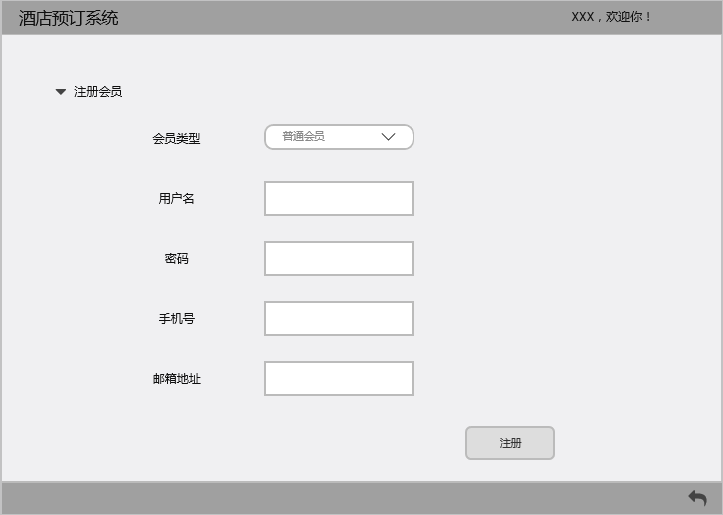 酒店预订系统
XXX，欢迎你！
注册会员
会员类型
普通会员
用户名
密码
手机号
邮箱地址
注册